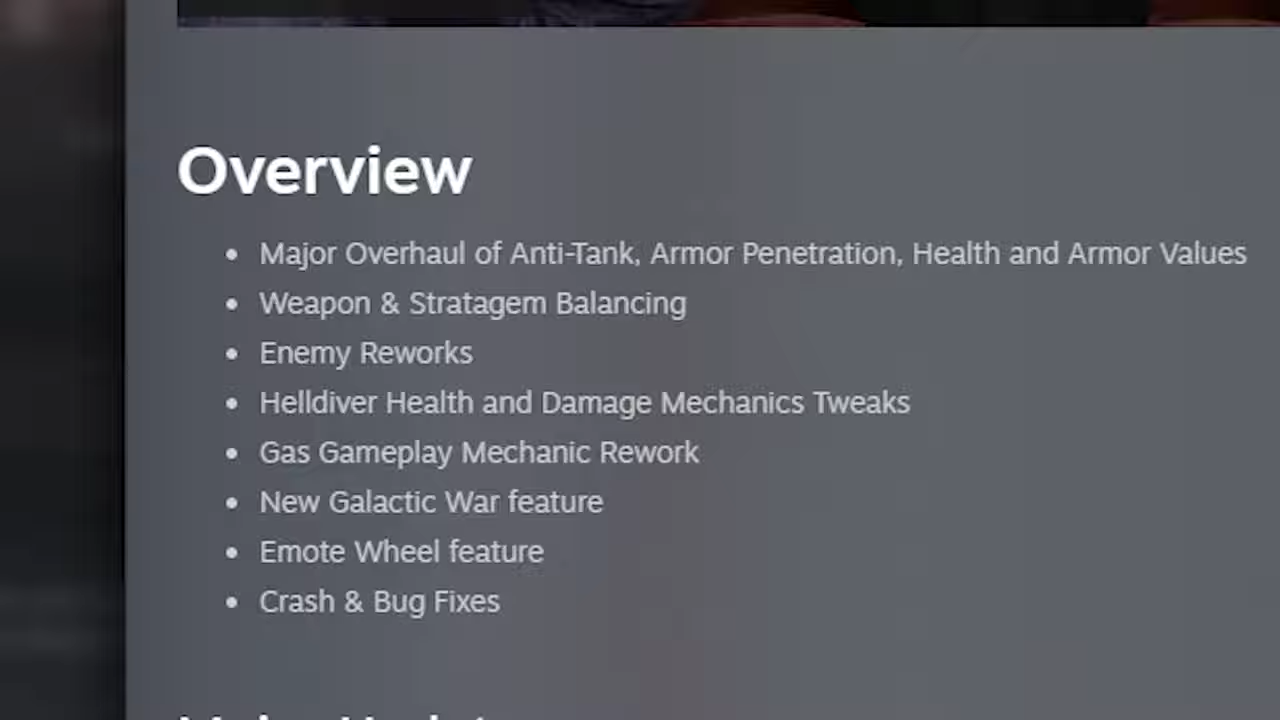 Overview
Major Overhaul of Anti-Tank, Armor Penetration, Health and Armor Values
Weapon & Stratagem Balancing
Enemy Reworks
Helldiver Health and Damage Mechanics Tweaks
Gas Gameplay Mechanic Rework
New Galactic War feature
Emote Wheel feature
Crash & Bug Fixes